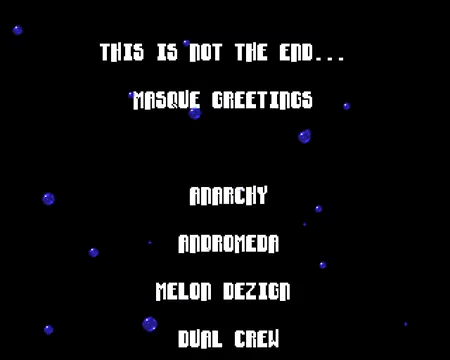 THIS IS NOT THE END...
MASQUE GREETINGS
ANARCHY
ANDROMEDA
MELON DEZIGN
DUAL CREW